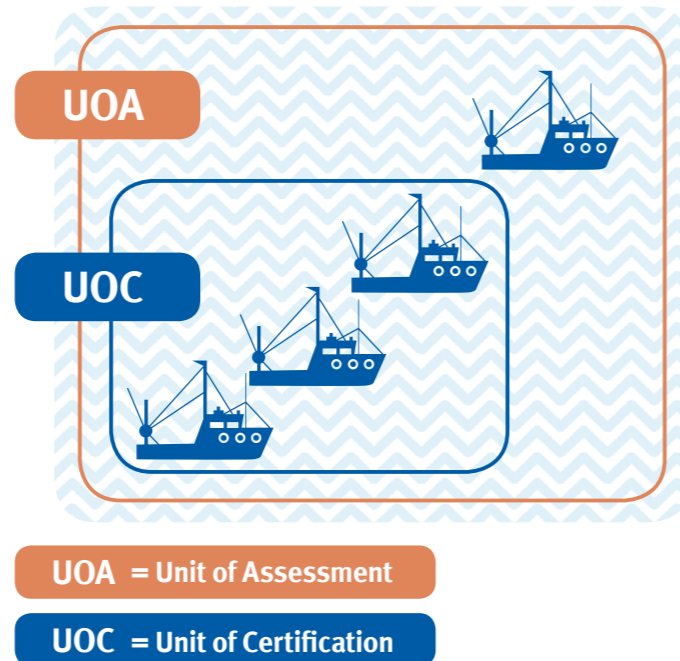 UOA
UOC
UOA = Unit of Assessment
UOC = Unit of Certification